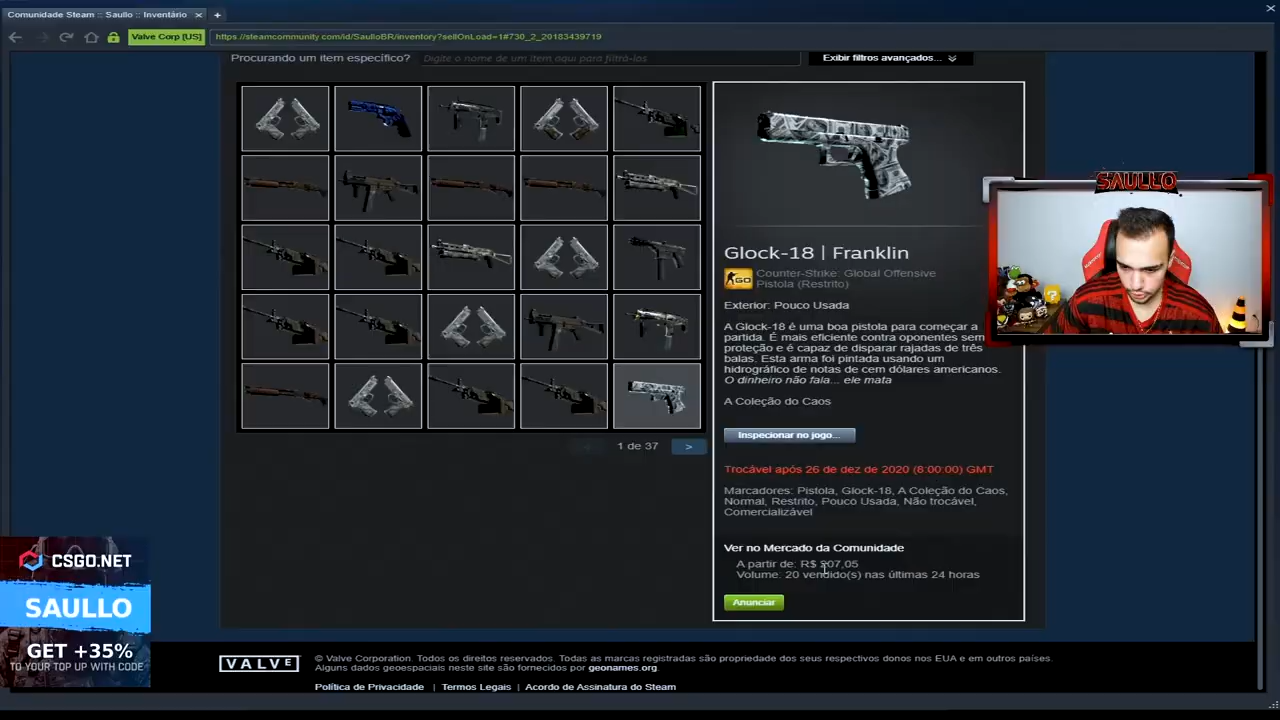 Comunidade Steam :: Saullo :: Inventário
Valve Corp [US]
https://steamcommunity.com/id/SaulloBR/inventory?sellOnLoad=1#730_2_20183439719
Procurando um item específico?
Digite o nome de um item aqui para filtrá-los
Exibir filtros avançados...
SAULLO
Glock-18 | Franklin
GO
Counter-Strike: Global Offensive
Pistola (Restrito)
Exterior: Pouco Usada
A Glock-18 é uma boa pistola para começar a
partida. É mais eficiente contra oponentes sem
proteção e é capaz de disparar rajadas de três
balas. Esta arma foi pintada usando um
hidrográfico de notas de cem dólares americanos.
O dinheiro não fala... ele mata
A Coleção do Caos
Inspecionar no jogo...
1 de 37
>
Trocável após 26 de dez de 2020 (8:00:00) GMT
Marcadores: Pistola, Glock-18, A Coleção do Caos,
Normal, Restrito, Pouco Usada, Não trocável,
Comercializável
Ver no Mercado da Comunidade
A partir de: R$ 207,05
Volume: 20 vendido(s) nas últimas 24 horas
Anunciar
CSGO.NET
SAULLO
GET +35%
TO YOUR TOP UP WITH CODE
VALVE
© Valve Corporation. Todos os direitos reservados. Todas as marcas registradas são propriedade dos seus respectivos donos nos EUA e em outros países.
Alguns dados geoespaciais neste site são fornecidos por geonames.org.
Política de Privacidade | Termos Legais | Acordo de Assinatura do Steam